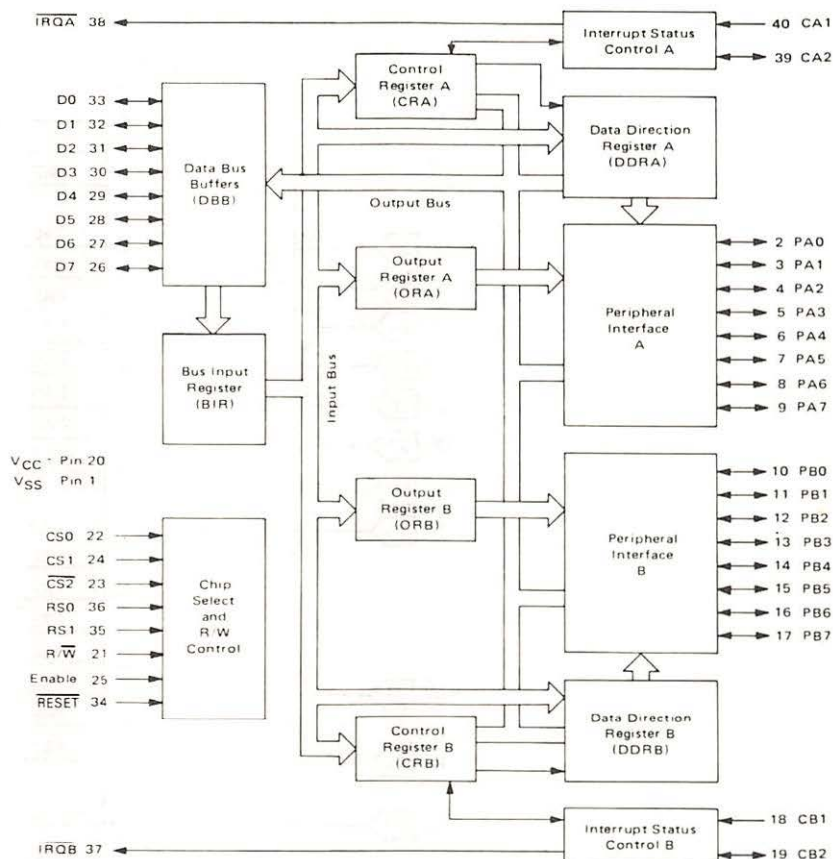 IRQA 38
Interrupt Status
Control A
40 CA1
39 CA2
Control
Register A
(CRA)
D0 33
D1 32
D2 31
D3 30
D4 29
D5 28
D6 27
D7 26
Data Bus
Buffers
(DBB)
Data Direction
Register A
(DDRA)
Output Bus
Output
Register A
(ORA)
Peripheral
Interface
A
2 PA0
3 PA1
4 PA2
5 PA3
6 PA4
7 PA5
8 PA6
9 PA7
Bus Input
Register
(BIR)
Input Bus
VCC - Pin 20
VSS Pin 1
Output
Register B
(ORB)
Peripheral
Interface
B
10 PB0
11 PB1
12 PB2
13 PB3
14 PB4
15 PB5
16 PB6
17 PB7
CS0 22
CS1 24
CS2 23
RS0 36
RS1 35
R/W 21
Enable 25
RESET 34
Chip
Select
and
R/W
Control
Control
Register B
(CRB)
Data Direction
Register B
(DDRB)
IRQB 37
Interrupt Status
Control B
18 CB1
19 CB2